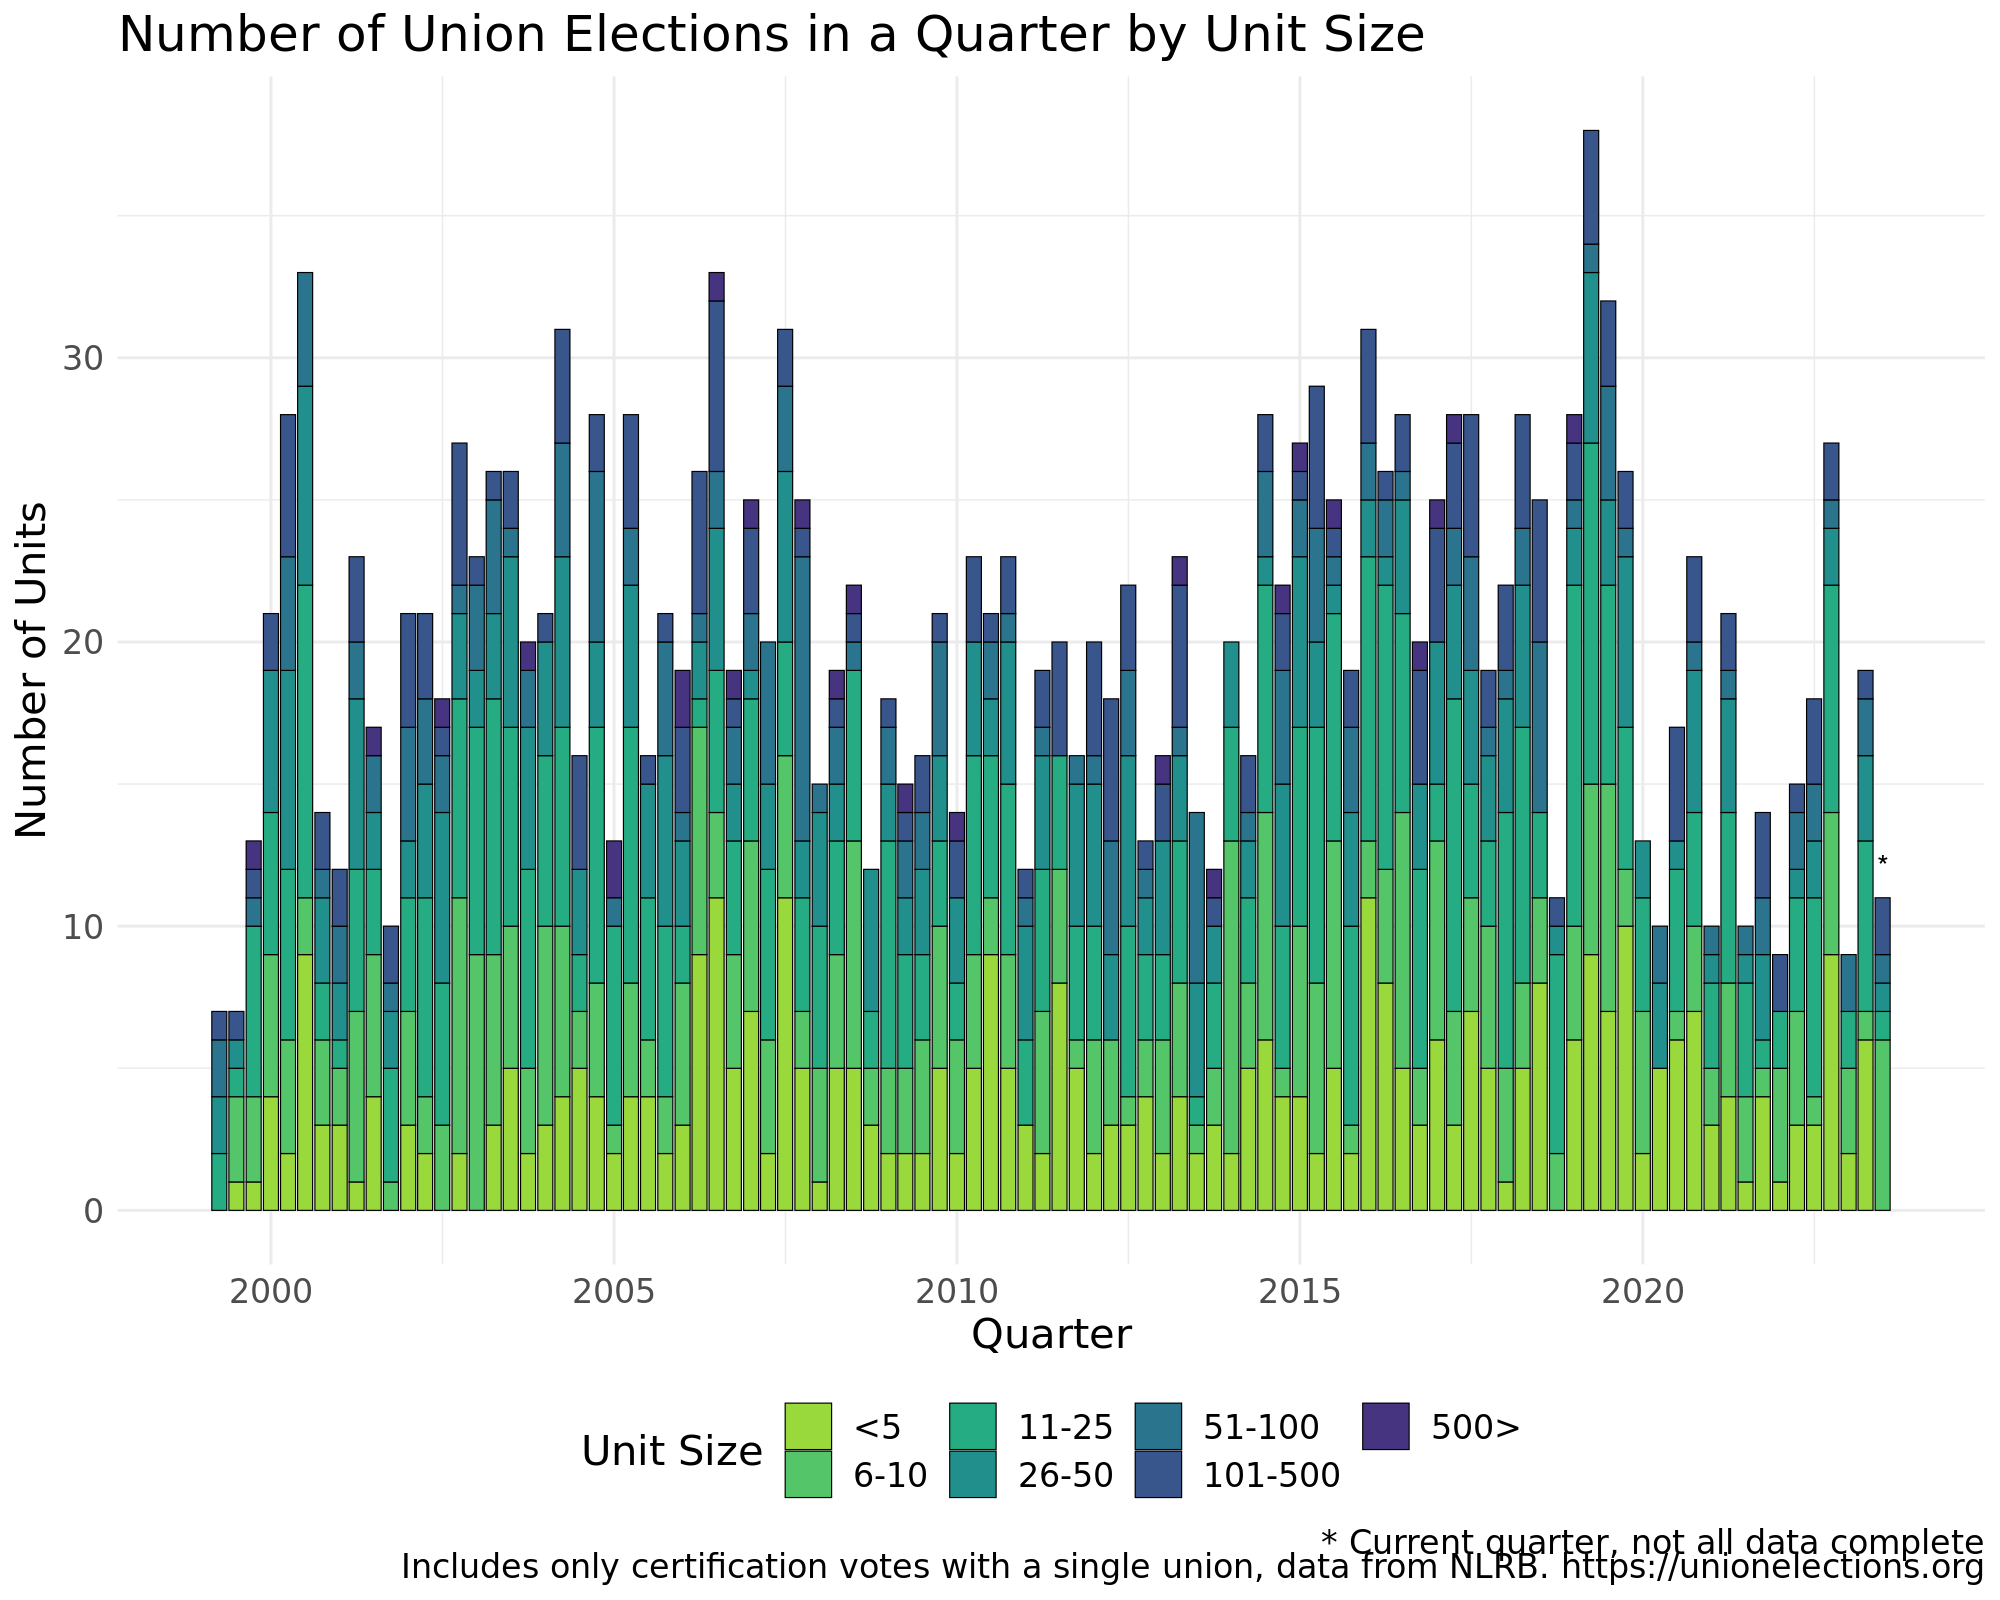 Number of Union Elections in a Quarter by Unit Size
Number of Units
30
20
10
0
*
2000 2005 2010 2015 2020
Quarter
Unit Size
<5 11-25 51-100 500>
6-10 26-50 101-500
* Current quarter, not all data complete
Includes only certification votes with a single union, data from NLRB. https://unionelections.org